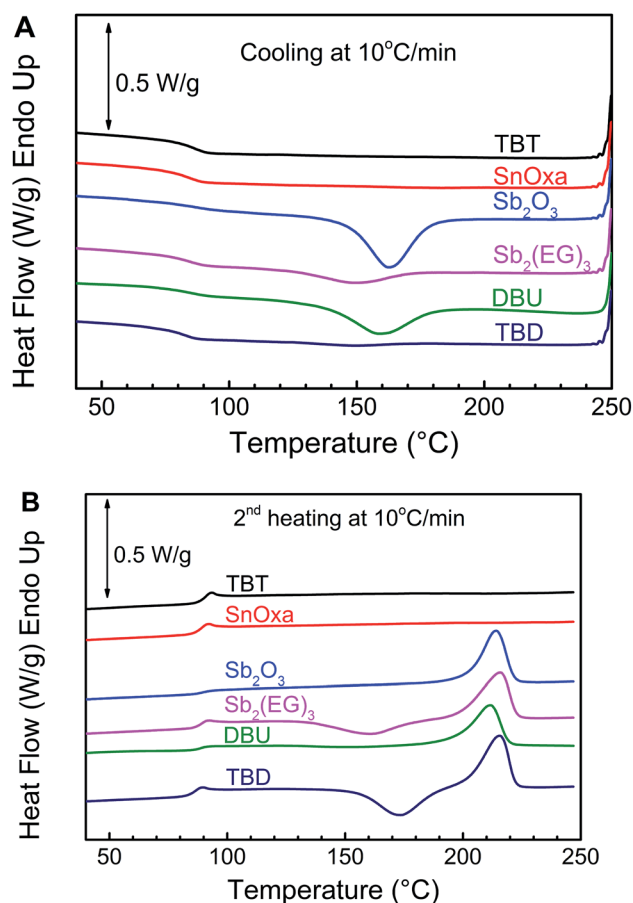 A
Cooling at 10°C/min
0.5 W/g
TBT
SnOxa
Sb₂O₃
Sb₂(EG)₃
DBU
TBD
Heat Flow (W/g) Endo Up
50 100 150 200 250
Temperature (°C)
B
2nd heating at 10°C/min
0.5 W/g
TBT
SnOxa
Sb₂O₃
Sb₂(EG)₃
DBU
TBD
Heat Flow (W/g) Endo Up
50 100 150 200 250
Temperature (°C)